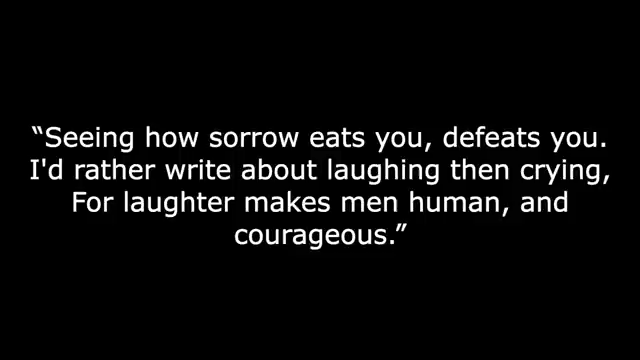 “Seeing how sorrow eats you, defeats you.
I'd rather write about laughing then crying,
For laughter makes men human, and
courageous.”